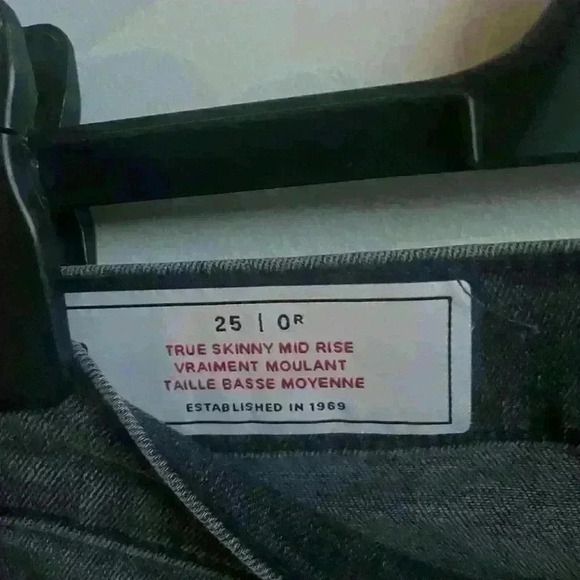 25 | 0R
TRUE SKINNY MID RISE
VRAIMENT MOULANT
TAILLE BASSE MOYENNE
ESTABLISHED IN 1969